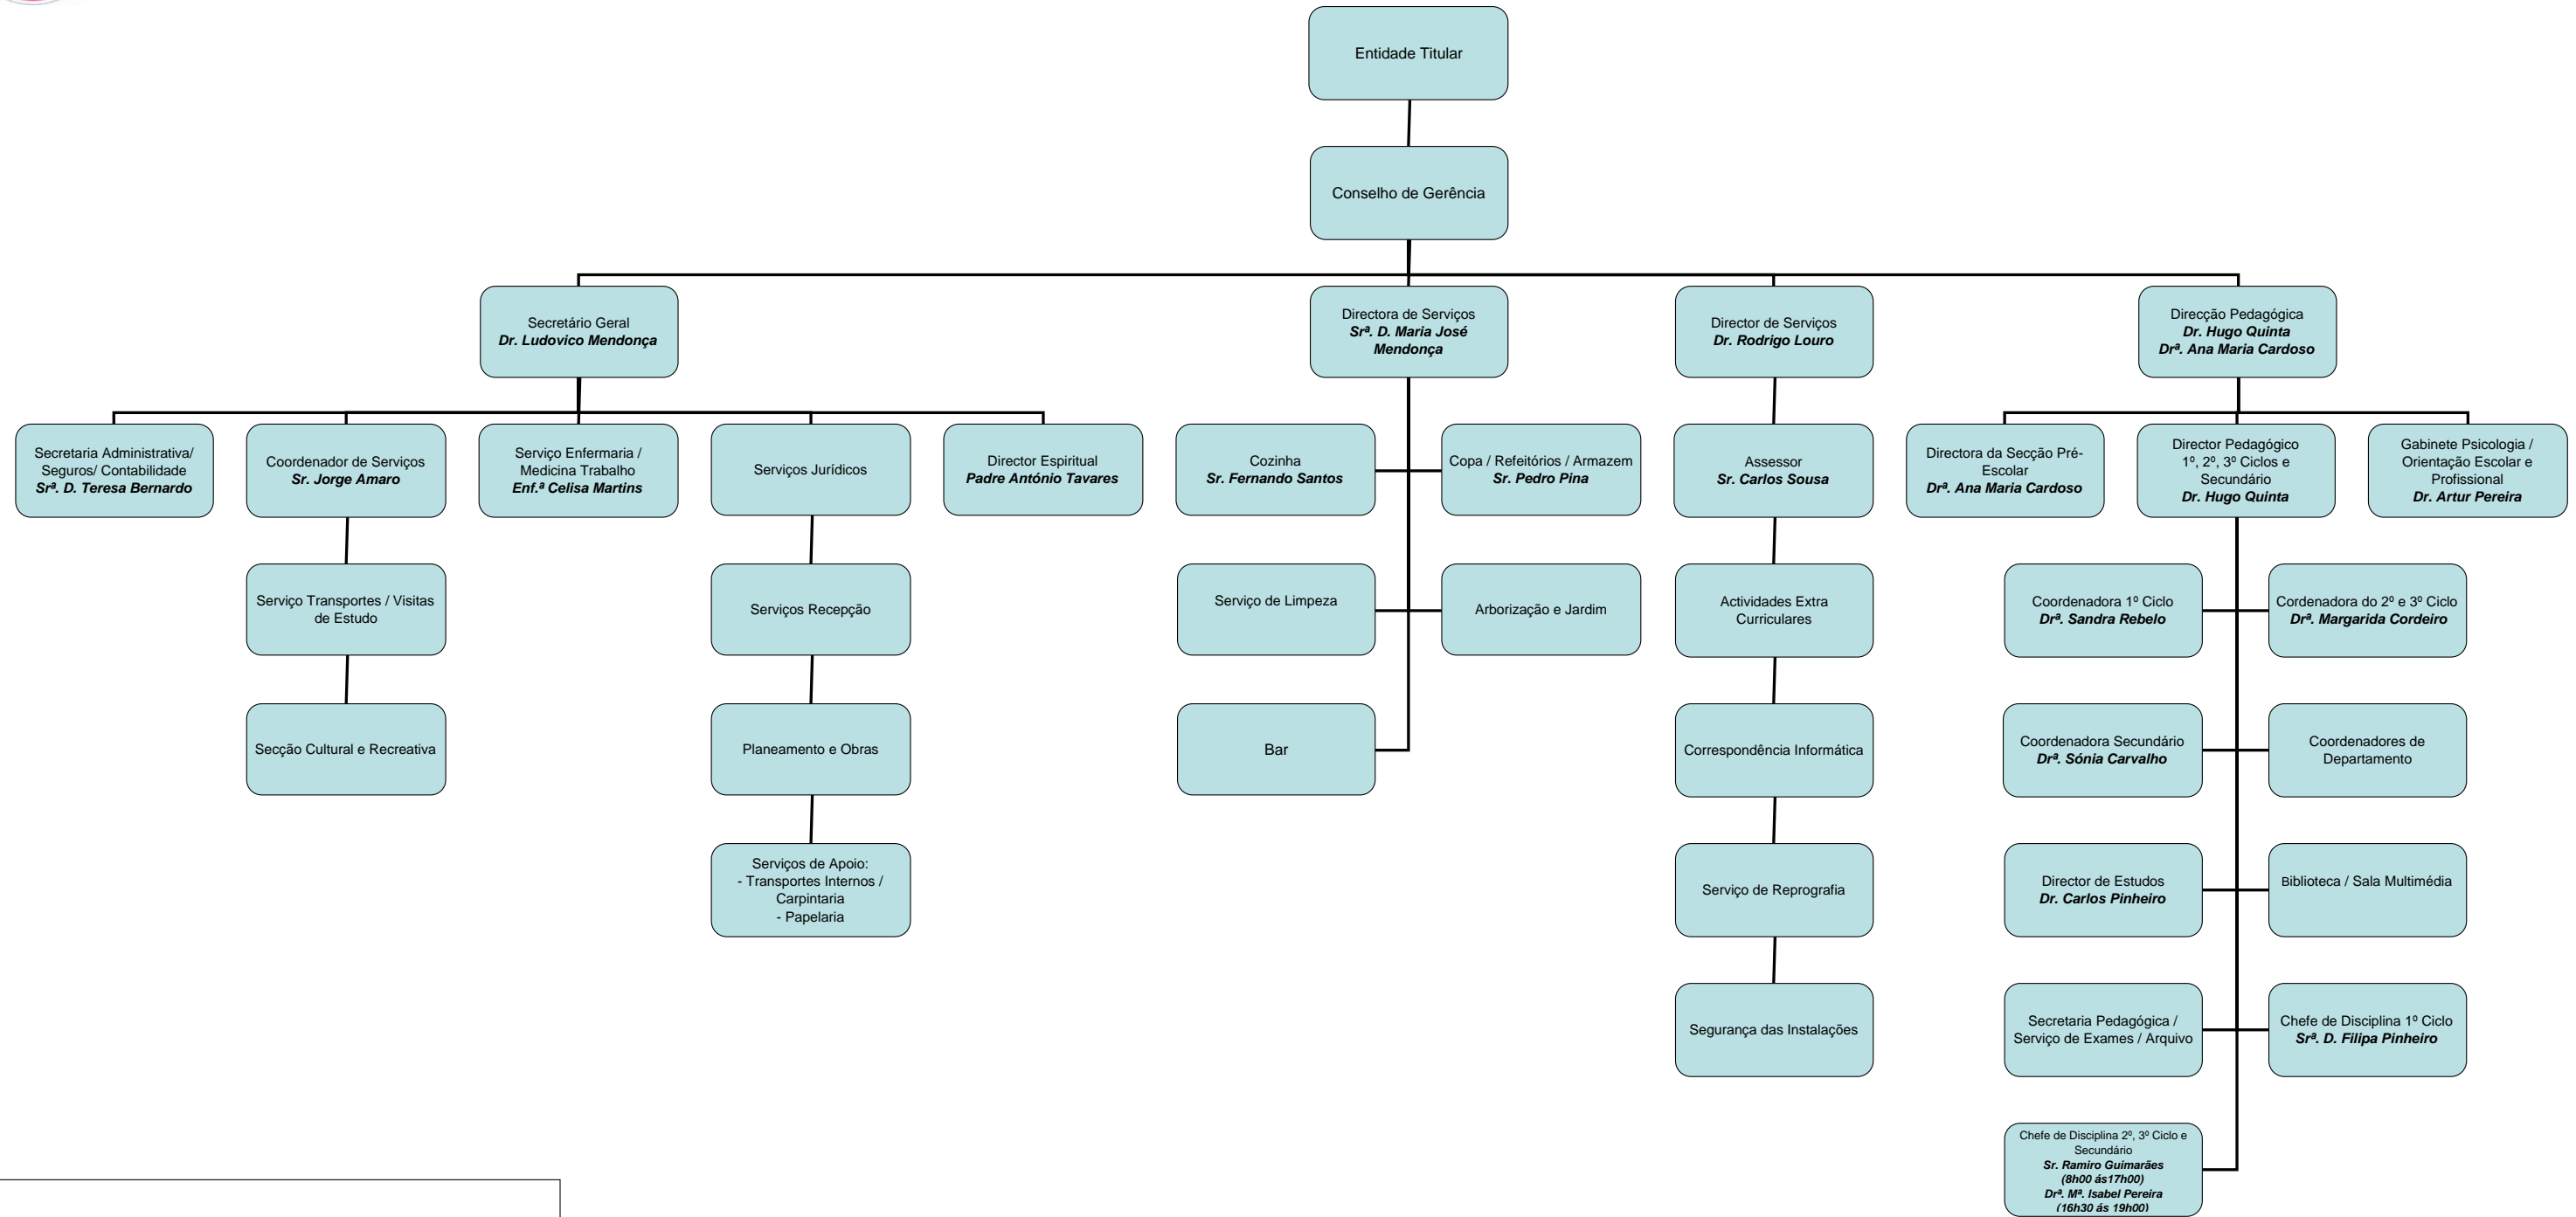 Entidade Titular
Conselho de Gerência
Secretário Geral
Dr. Ludovico Mendonça
Directora de Serviços
Srª. D. Maria José
Mendonça
Director de Serviços
Dr. Rodrigo Louro
Direcção Pedagógica
Dr. Hugo Quinta
Drª. Ana Maria Cardoso
Secretaria Administrativa/
Seguros/ Contabilidade
Srª. D. Teresa Bernardo
Coordenador de Serviços
Sr. Jorge Amaro
Serviço Enfermaria /
Medicina Trabalho
Enf.ª Celisa Martins
Serviços Jurídicos
Director Espiritual
Padre António Tavares
Cozinha
Sr. Fernando Santos
Copa / Refeitórios / Armazem
Sr. Pedro Pina
Assessor
Sr. Carlos Sousa
Directora da Secção Pré-
Escolar
Drª. Ana Maria Cardoso
Director Pedagógico
1º, 2º, 3º Ciclos e
Secundário
Dr. Hugo Quinta
Gabinete Psicologia /
Orientação Escolar e
Profissional
Dr. Artur Pereira
Serviço Transportes / Visitas
de Estudo
Serviços Recepção
Serviço de Limpeza
Arborização e Jardim
Actividades Extra
Curriculares
Coordenadora 1º Ciclo
Drª. Sandra Rebelo
Cordenadora do 2º e 3º Ciclo
Drª. Margarida Cordeiro
Secção Cultural e Recreativa
Planeamento e Obras
Bar
Correspondência Informática
Coordenadora Secundário
Drª. Sónia Carvalho
Coordenadores de
Departamento
Serviços de Apoio:
- Transportes Internos /
Carpintaria
- Papelaria
Serviço de Reprografia
Director de Estudos
Dr. Carlos Pinheiro
Biblioteca / Sala Multimédia
Segurança das Instalações
Secretaria Pedagógica /
Serviço de Exames / Arquivo
Chefe de Disciplina 1º Ciclo
Srª. D. Filipa Pinheiro
Chefe de Disciplina 2º, 3º Ciclo e
Secundário
Sr. Ramiro Guimarães
(8h00 ás17h00)
Drª. Mª. Isabel Pereira
(16h30 ás 19h00)